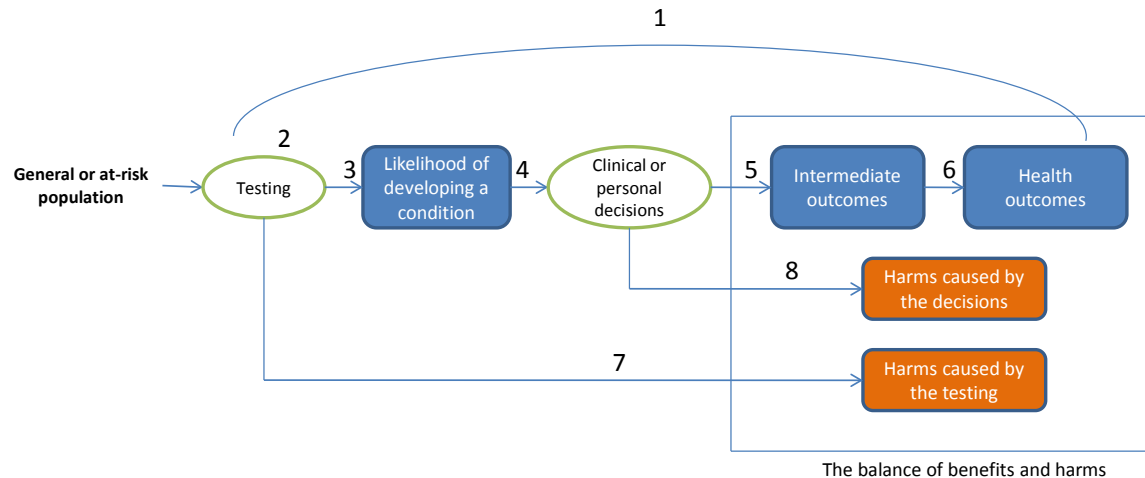 1
2
General or at-risk
population
Testing
3
Likelihood of
developing a
condition
4
Clinical or
personal
decisions
5
Intermediate
outcomes
6
Health
outcomes
8
Harms caused by
the decisions
7
Harms caused by
the testing
The balance of benefits and harms